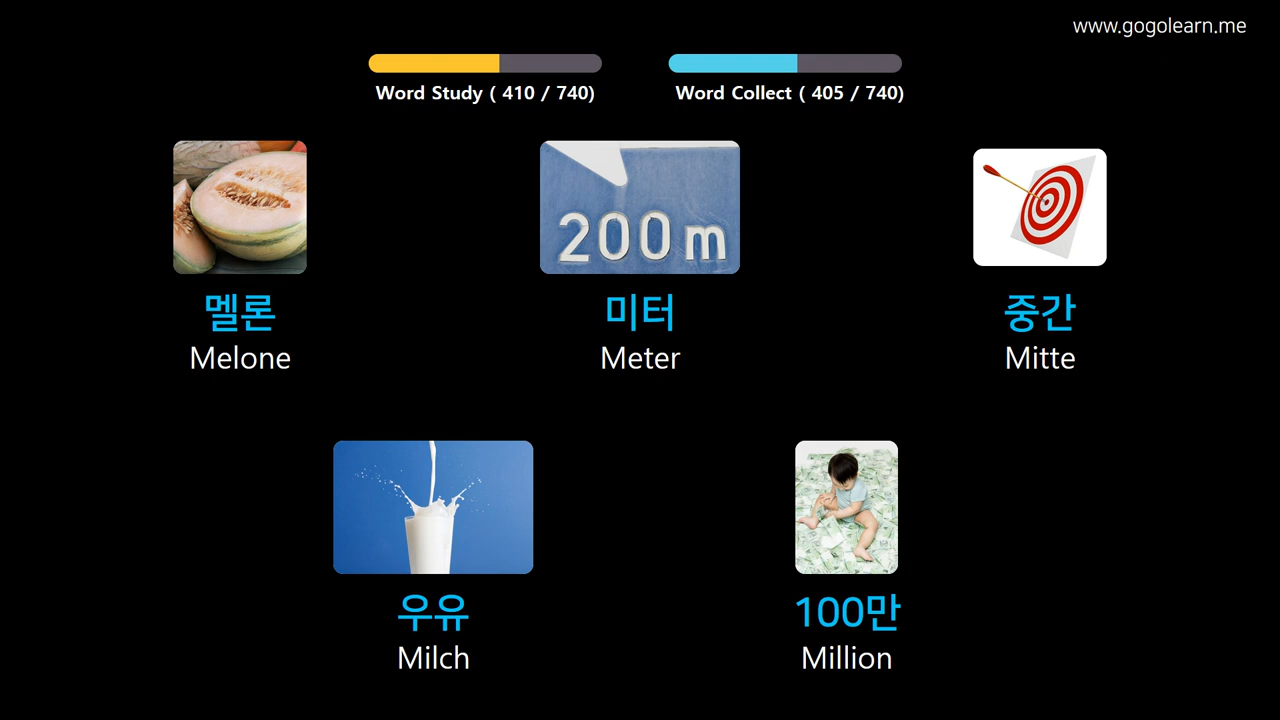 www.gogolearn.me
Word Study ( 410 / 740)
Word Collect ( 405 / 740)
200m
멜론
Melone
미터
Meter
중간
Mitte
우유
Milch
100만
Million